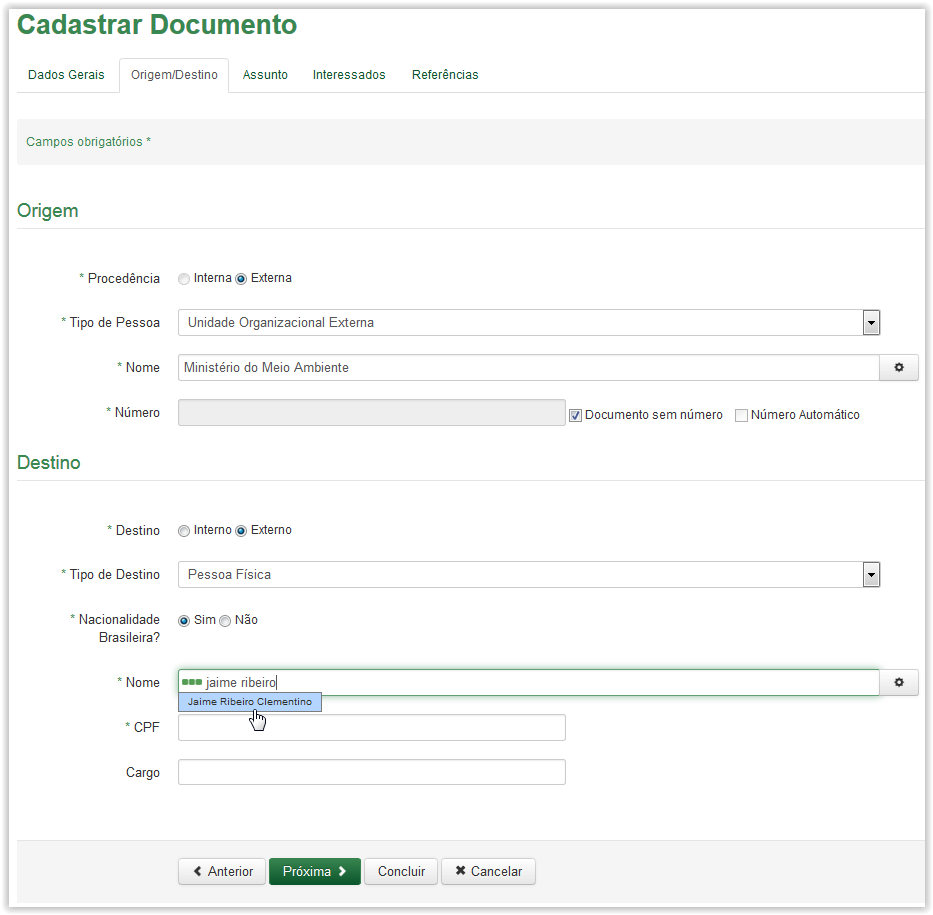 Cadastrar Documento
Dados Gerais Origem/Destino Assunto Interessados Referências
Campos obrigatórios *
Origem
* Procedência Interna Externa
* Tipo de Pessoa Unidade Organizacional Externa
* Nome Ministério do Meio Ambiente
* Número Documento sem número Número Automático
Destino
* Destino Interno Externo
* Tipo de Destino Pessoa Física
* Nacionalidade Brasileira? Sim Não
* Nome jaime ribeiro
Jaime Ribeiro Clementino
* CPF
Cargo
Anterior Próxima Concluir Cancelar